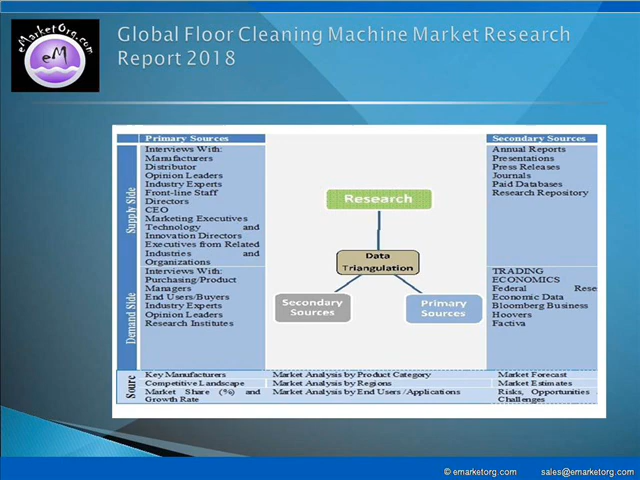 eMarketOrg.com
eM
Global Floor Cleaning Machine Market Research
Report 2018
Primary Sources
Secondary Sources
Supply Side
Interviews With:
Manufacturers
Distributor
Opinion Leaders
Industry Experts
Front-line Staff
Directors
CEO
Marketing Executives
Technology and
Innovation Directors
Executives from Related
Industries and
Organizations
Annual Reports
Presentations
Press Releases
Journals
Paid Databases
Research Repository
Research
Data
Triangulation
Secondary
Sources
Primary
Sources
Demand Side
Interviews With:
Purchasing/Product
Managers
End Users/Buyers
Industry Experts
Opinion Leaders
Research Institutes
TRADING
ECONOMICS
Federal Rese
Economic Data
Bloomberg Business
Hoovers
Factiva
Sourc
Key Manufacturers
Competitive Landscape
Market Share (%) and
Growth Rate
Market Analysis by Product Category
Market Analysis by Regions
Market Analysis by End Users /Applications
Market Forecast
Market Estimates
Risks, Opportunities
Challenges
© emarketorg.com
sales@emarketorg.com